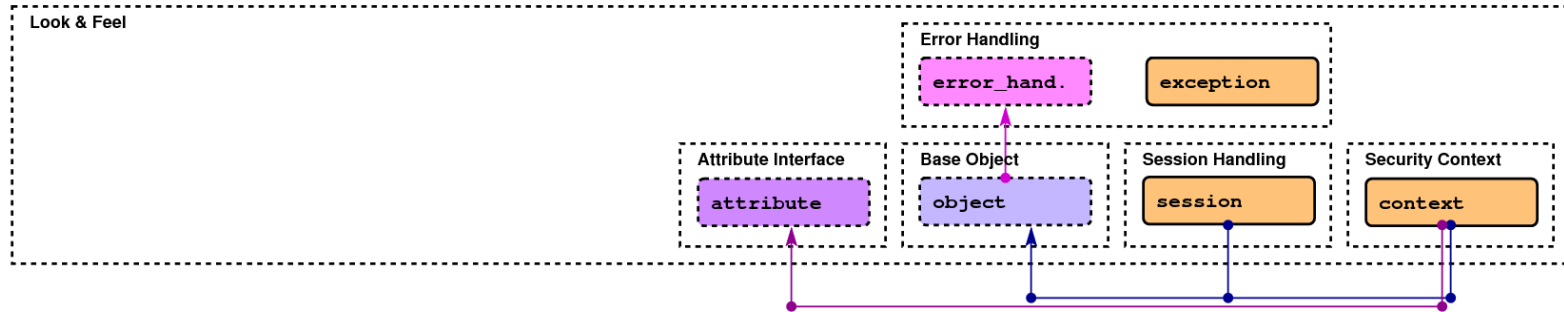 Look & Feel
Error Handling
error_hand.
exception
Attribute Interface
Base Object
Session Handling
Security Context
attribute
object
session
context